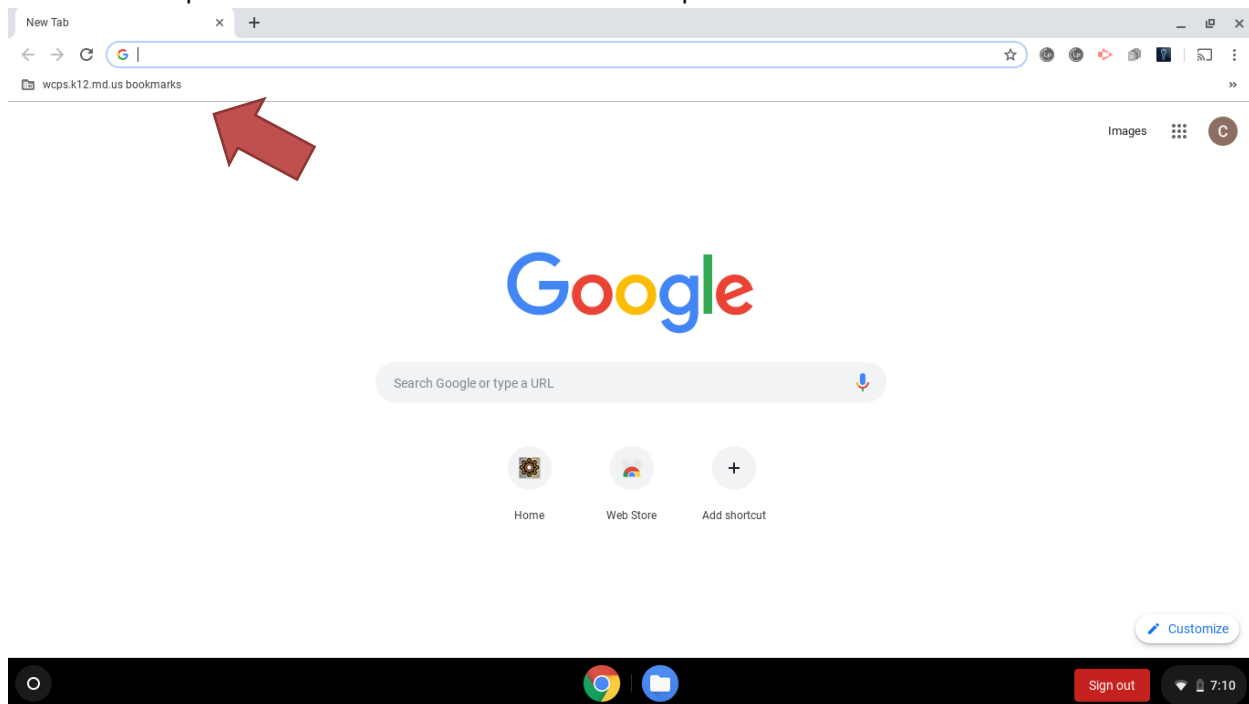 New Tab
G
wcps.k12.md.us bookmarks
»
Images
C
Google
Search Google or type a URL
Home
Web Store
Add shortcut
Customize
Sign out
7:10